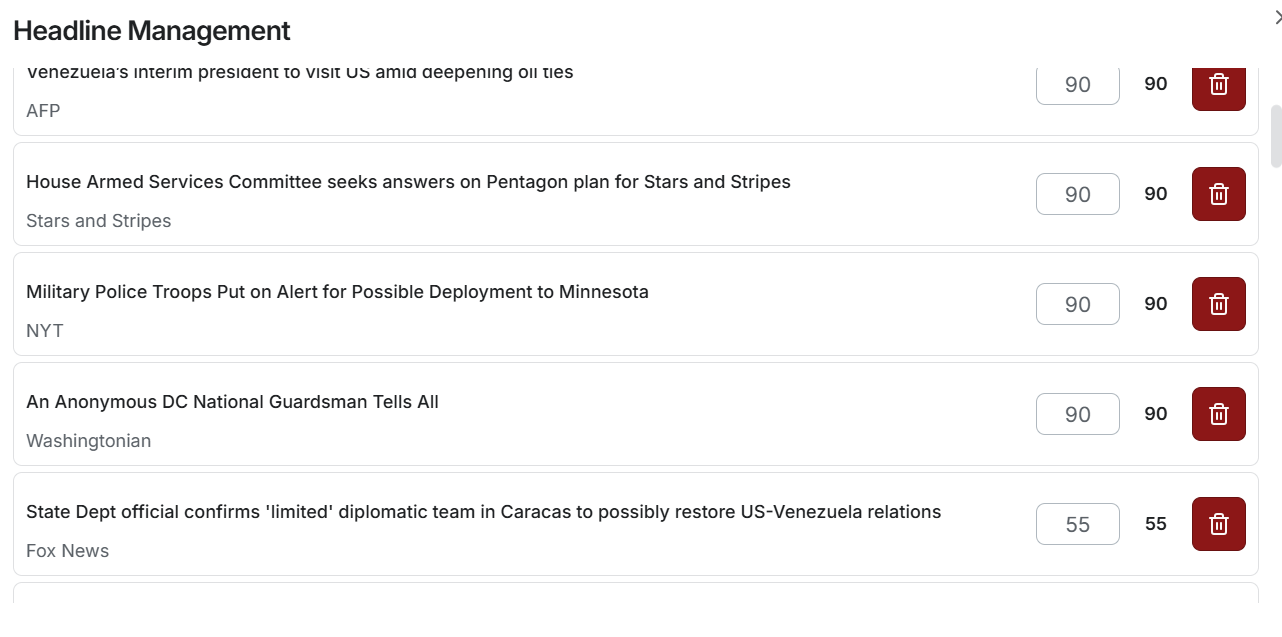 Headline Management
Venezuela's interim president to visit US amid deepening oil ties
90
90
AFP
House Armed Services Committee seeks answers on Pentagon plan for Stars and Stripes
90
90
Stars and Stripes
Military Police Troops Put on Alert for Possible Deployment to Minnesota
90
90
NYT
An Anonymous DC National Guardsman Tells All
90
90
Washingtonian
State Dept official confirms 'limited' diplomatic team in Caracas to possibly restore US-Venezuela relations
55
55
Fox News